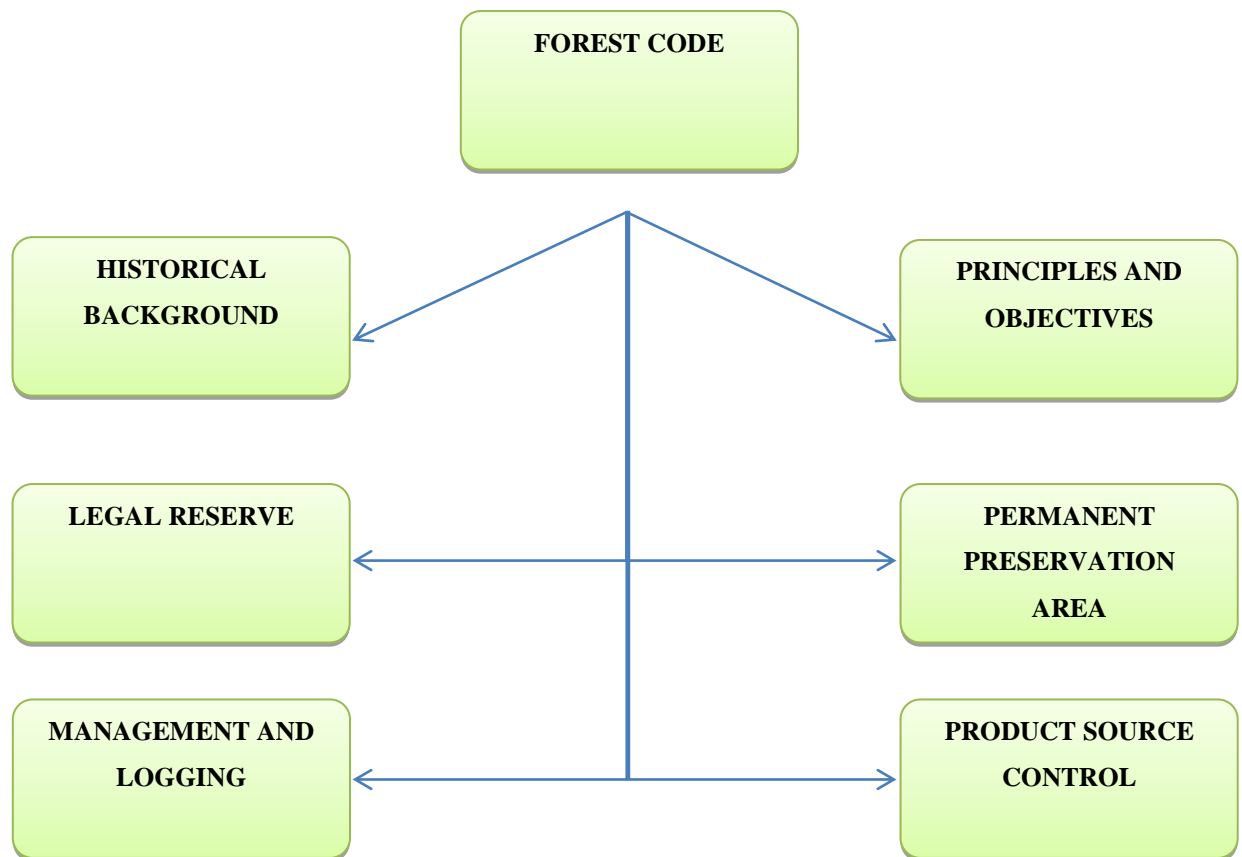 FOREST CODE
HISTORICAL
BACKGROUND
PRINCIPLES AND
OBJECTIVES
LEGAL RESERVE
PERMANENT
PRESERVATION
AREA
MANAGEMENT AND
LOGGING
PRODUCT SOURCE
CONTROL